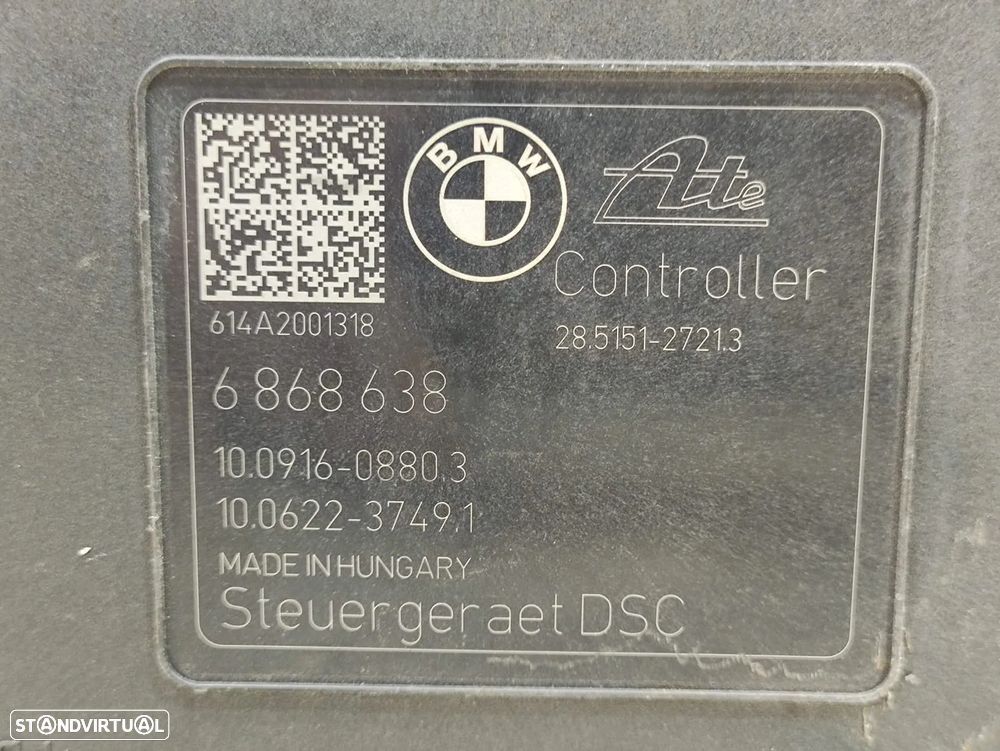 BMW
Ate
Controller
614A2001318
28.5151-2721.3
6 868 638
10.0916-0880.3
10.0622-3749.1
MADE IN HUNGARY
Steuergeraet DSC
STANDVIRTUAL